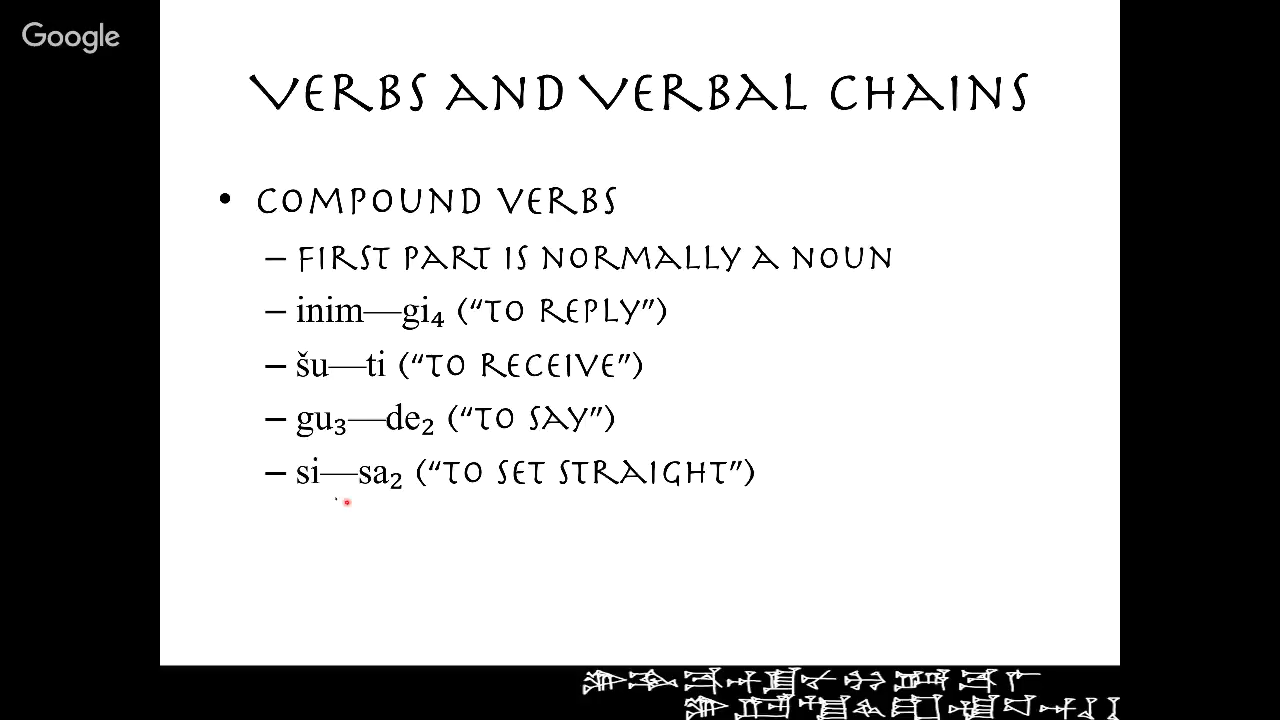 Google
VERBS AND VERBAL CHAINS
• COMPOUND VERBS
– FIRST PART IS NORMALLY A NOUN
– inim—gi₄ ("TO REPLY")
– šu—ti ("TO RECEIVE")
– gu₃—de₂ ("TO SAY")
– si—sa₂ ("TO SET STRAIGHT")